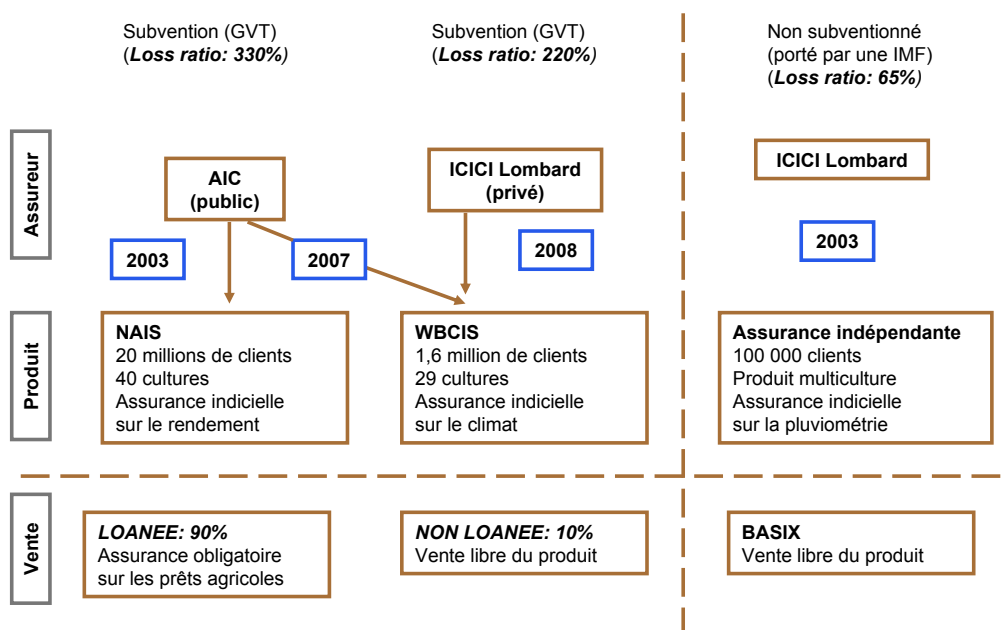 Subvention (GVT)
(Loss ratio: 330%)
Subvention (GVT)
(Loss ratio: 220%)
Non subventionné
(porté par une IMF)
(Loss ratio: 65%)
Assureur
AIC
(public)
ICICI Lombard
(privé)
ICICI Lombard
2003
2007
2008
2003
Produit
NAIS
20 millions de clients
40 cultures
Assurance indicielle
sur le rendement
WBCIS
1,6 million de clients
29 cultures
Assurance indicielle
sur le climat
Assurance indépendante
100 000 clients
Produit multiculture
Assurance indicielle
sur la pluviométrie
Vente
LOANEE: 90%
Assurance obligatoire
sur les prêts agricoles
NON LOANEE: 10%
Vente libre du produit
BASIX
Vente libre du produit